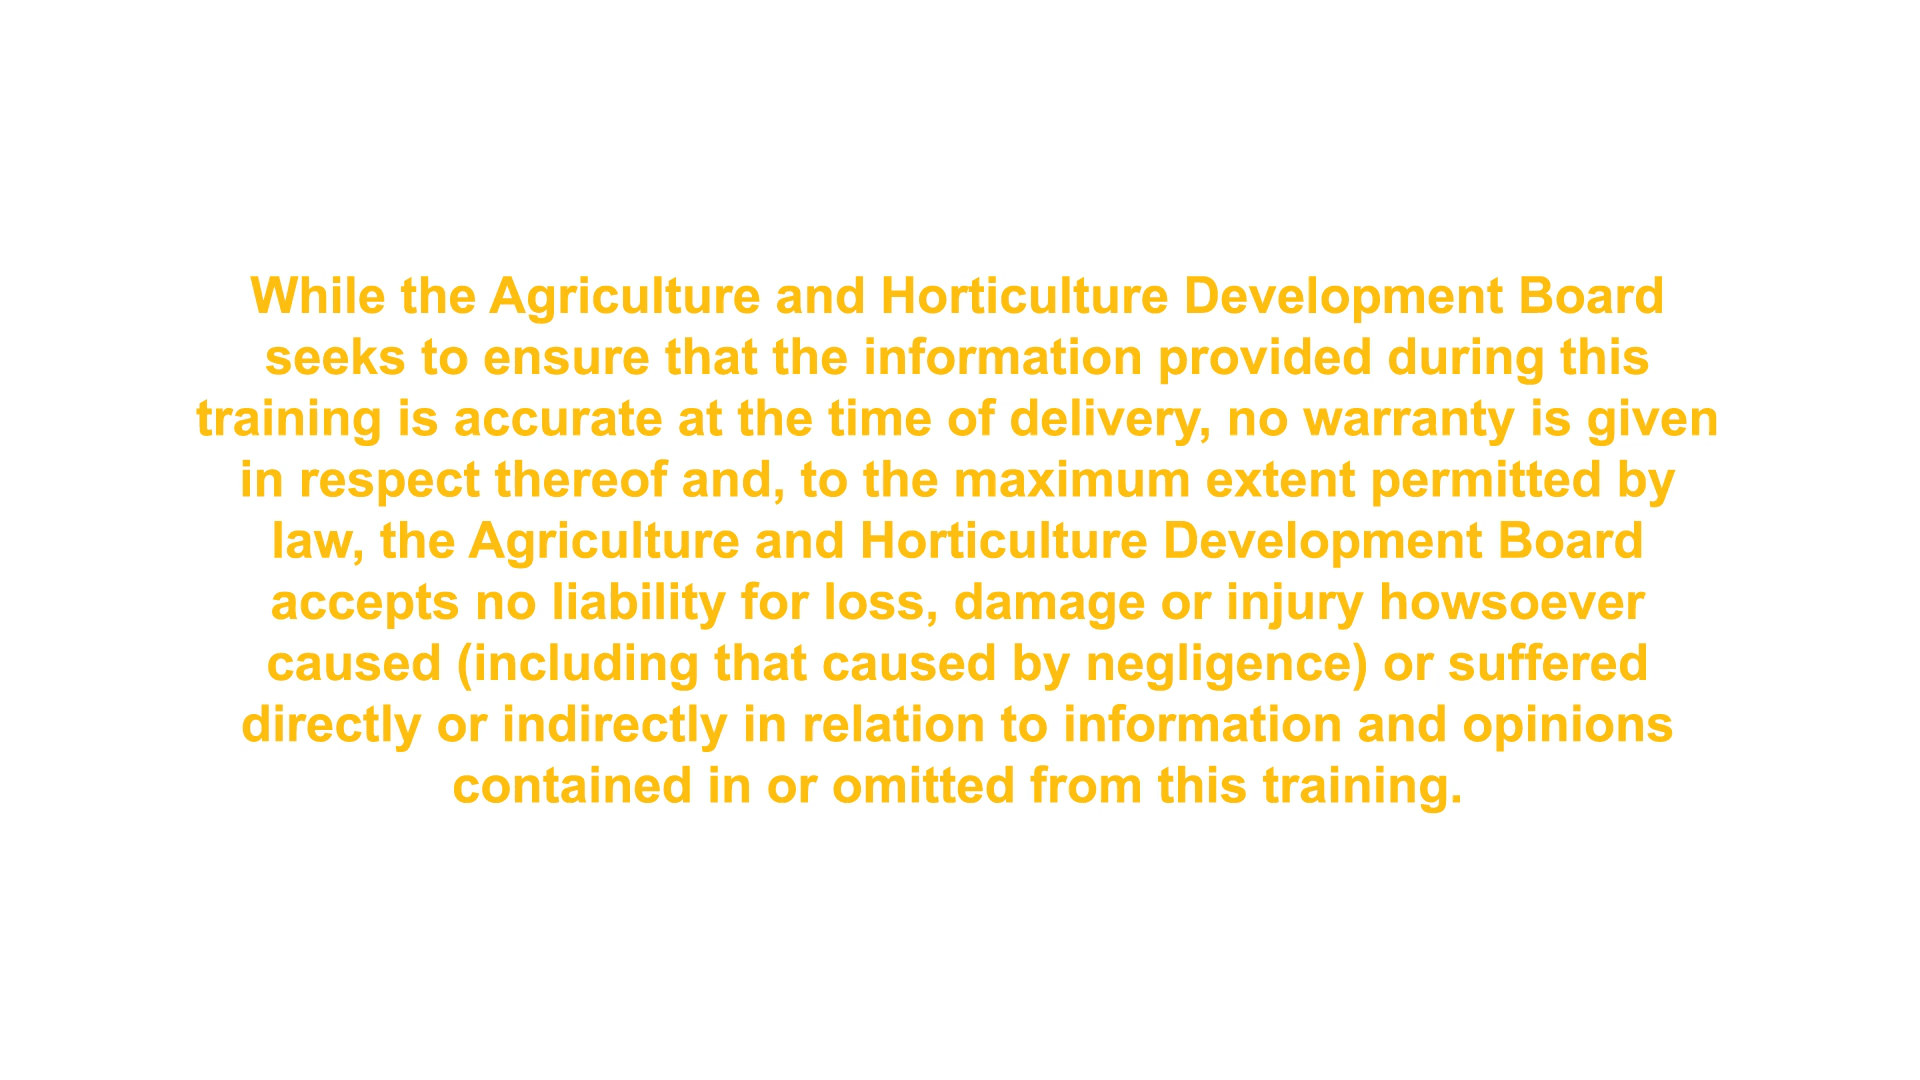 While the Agriculture and Horticulture Development Board
seeks to ensure that the information provided during this
training is accurate at the time of delivery, no warranty is given
in respect thereof and, to the maximum extent permitted by
law, the Agriculture and Horticulture Development Board
accepts no liability for loss, damage or injury howsoever
caused (including that caused by negligence) or suffered
directly or indirectly in relation to information and opinions
contained in or omitted from this training.